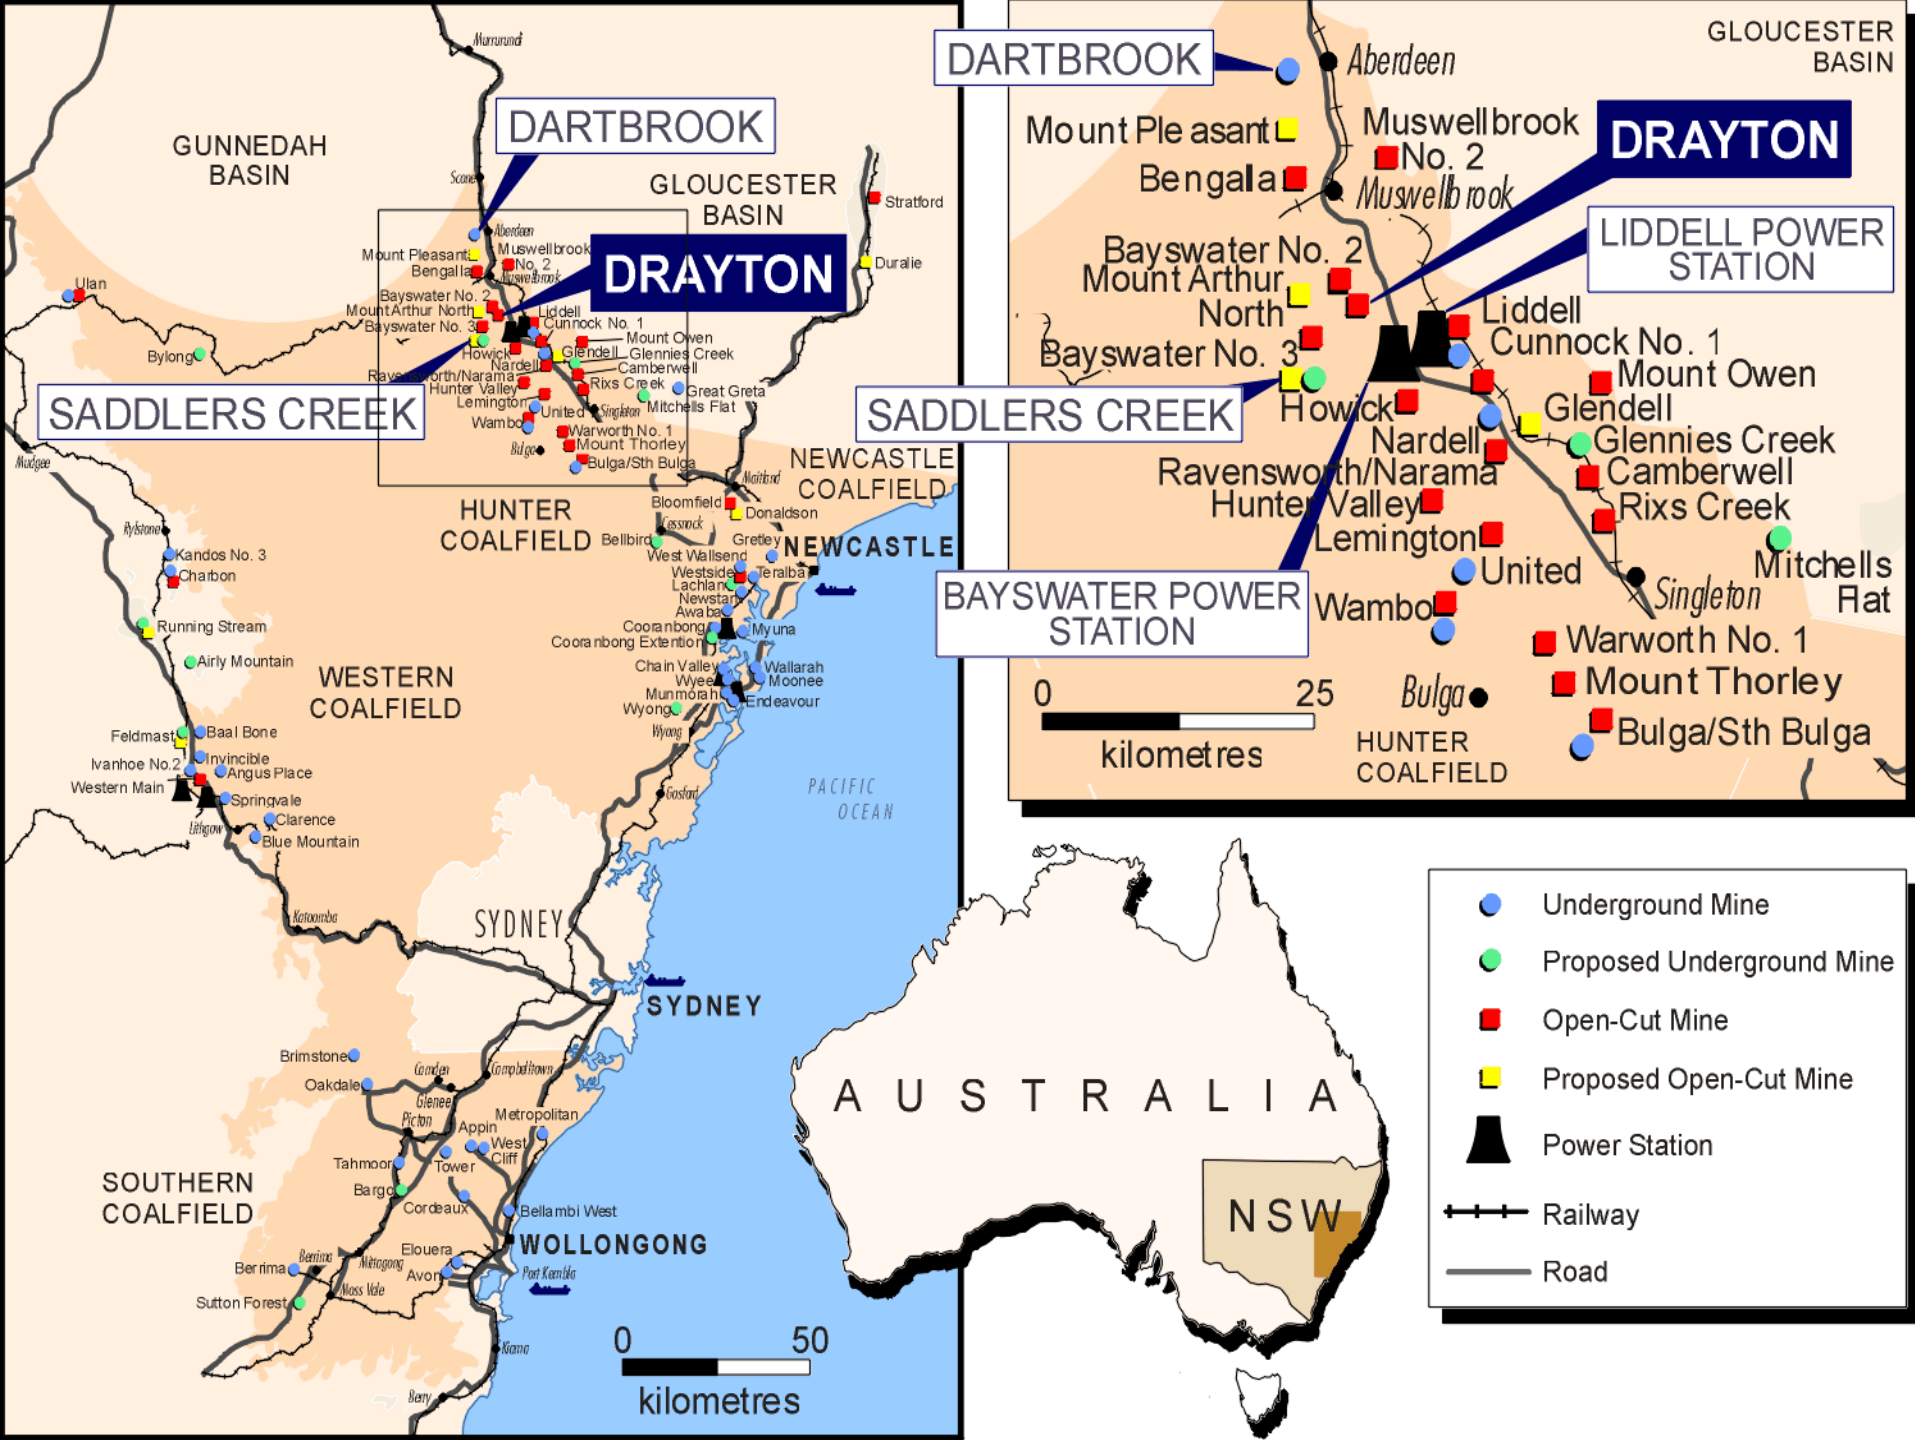 Murrurundi
DARTBROOK
GUNNEDAH
BASIN
Scone
GLOUCESTER
BASIN
Stratford
Aberdeen
Mount Pleasant
Muswellbrook
No. 2
Bengalla
Muswellbrook
DRAYTON
Duralie
Ulan
Bayswater No. 2
Mount Arthur North
Liddell
Bayswater No. 3
Cunnock No. 1
Mount Owen
Bylong
Howick
Glendell
Glennies Creek
Nardell
Camberwell
Ravensworth/Narama
Rixs Creek
Great Greta
Hunter Valley
Lemington
Mitchells Flat
SADDLERS CREEK
United
Singleton
Wambo
Warworth No. 1
Bulga
Mount Thorley
Bulga/Sth Bulga
Mudgee
NEWCASTLE
COALFIELD
Maitland
HUNTER
COALFIELD
Bloomfield
Donaldson
Cessnock
Rylstone
Bellbird
Gretley
NEWCASTLE
Kandos No. 3
West Wallsend
Charbon
Westside
Teralba
Lachlan
Newstan
Awaba
Running Stream
Cooranbong
Myuna
Cooranbong Extention
Airly Mountain
Chain Valley
Wallarah
WESTERN
COALFIELD
Wyee
Moonee
Munmorah
Endeavour
Wyong
Feldmast
Baal Bone
Wyong
Invincible
Ivanhoe No.2
Angus Place
Western Main
Springvale
Gosford
PACIFIC
OCEAN
Clarence
Lithgow
Blue Mountain
Katoomba
SYDNEY
SYDNEY
Brimstone
Oakdale
Camden
Campbelltown
Glenee
Metropolitan
Picton
Appin
West
Cliff
Tahmoor
Tower
SOUTHERN
COALFIELD
Bargo
Cordeaux
Bellambi West
WOLLONGONG
Elouera
Berrima
Mittagong
Berrima
Avon
Port Kembla
Moss Vale
Sutton Forest
Kiama
0 50
kilometres
Berry
GLOUCESTER
BASIN
DARTBROOK
Aberdeen
Mount Pleasant
Muswellbrook
No. 2
DRAYTON
Bengalla
Muswellbrook
LIDDELL POWER
STATION
Bayswater No. 2
Mount Arthur
North
Liddell
Bayswater No. 3
Cunnock No. 1
Mount Owen
SADDLERS CREEK
Howick
Glendell
Nardell
Glennies Creek
Ravensworth/Narama
Camberwell
Hunter Valley
Rixs Creek
Lemington
Mitchells
Flat
United
BAYSWATER POWER
STATION
Wambo
Singleton
Warworth No. 1
0 25
kilometres
Bulga
Mount Thorley
HUNTER
COALFIELD
Bulga/Sth Bulga
AUSTRALIA
NSW
Underground Mine
Proposed Underground Mine
Open-Cut Mine
Proposed Open-Cut Mine
Power Station
Railway
Road